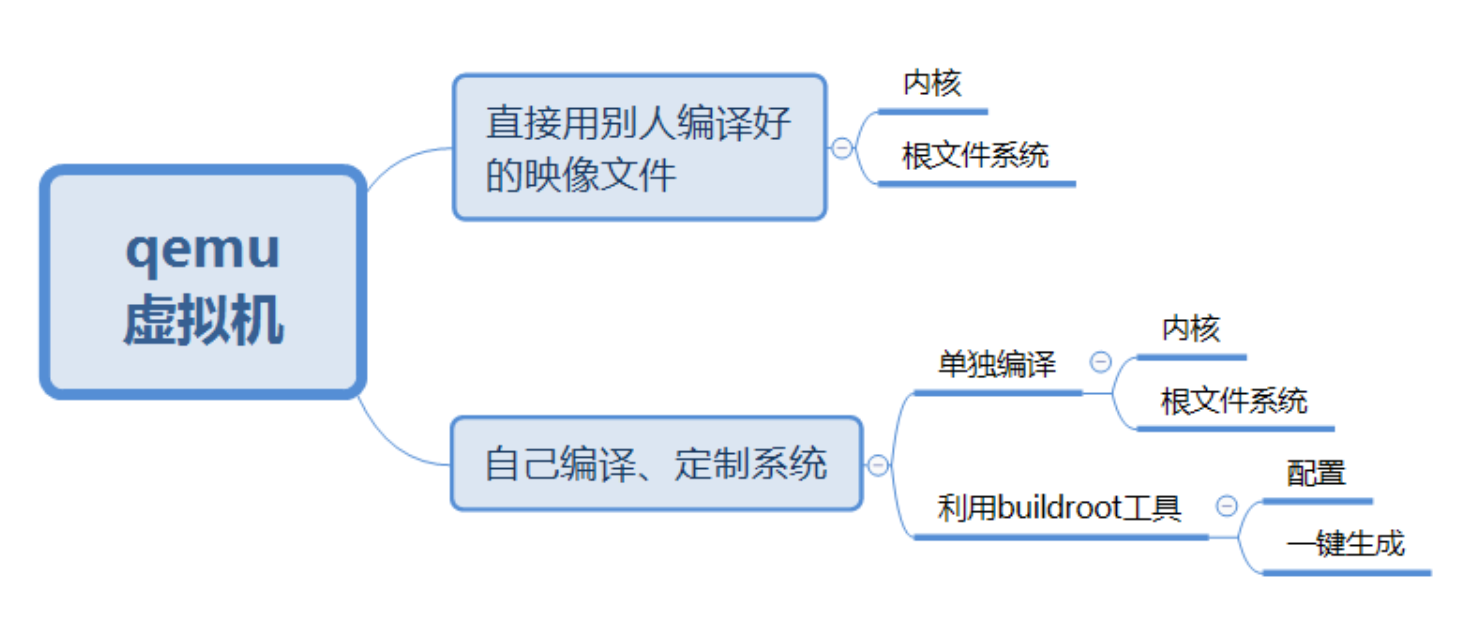 qemu
虚拟机
直接用别人编译好
的映像文件
内核
根文件系统
自己编译、定制系统
单独编译
内核
根文件系统
利用buildroot工具
配置
一键生成